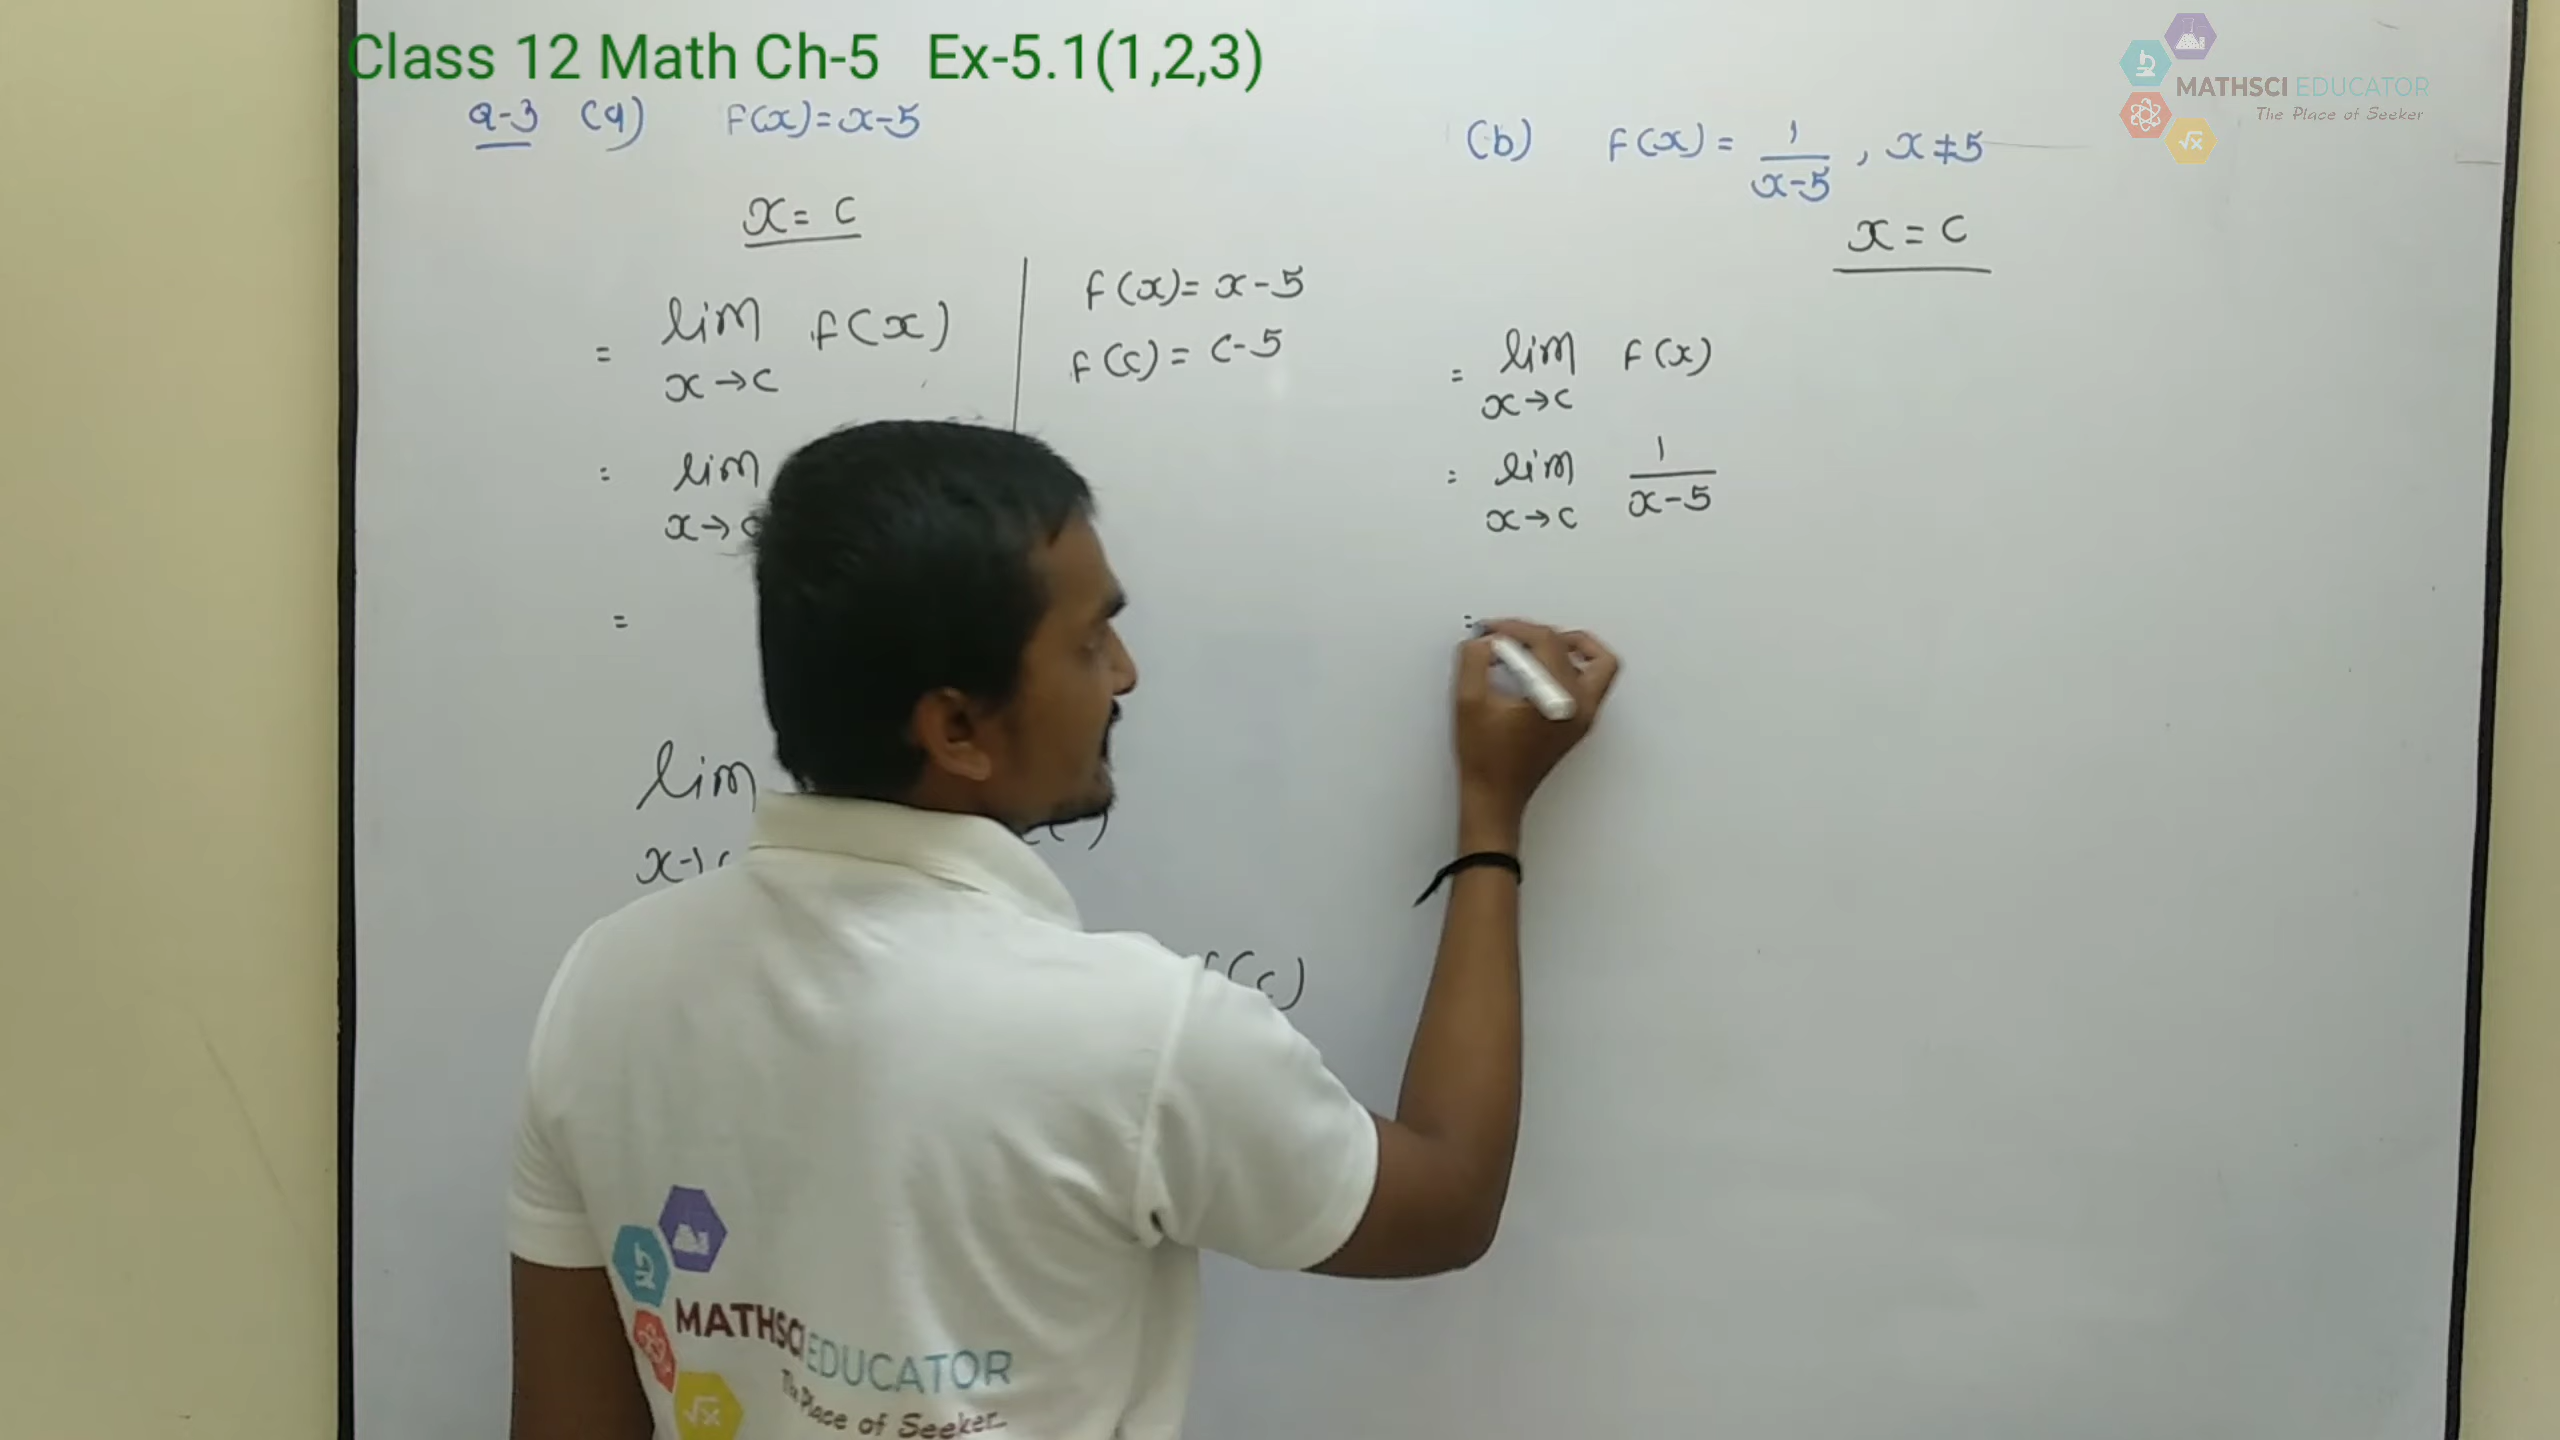 Class 12 Math Ch-5 Ex-5.1(1,2,3)
MATHSCI EDUCATOR
The Place of Seeker
Q-3 (a) f(x)=x-5
x = c
= lim f(x)
x→c
f(x)= x-5
f(c)= c-5
= lim
x→c
=
lim
x→c
f(c)
(b) f(x) = 1/(x-5) , x≠5
x = c
= lim f(x)
x→c
= lim 1/(x-5)
x→c
=
MATHSCI EDUCATOR
The Place of Seeker